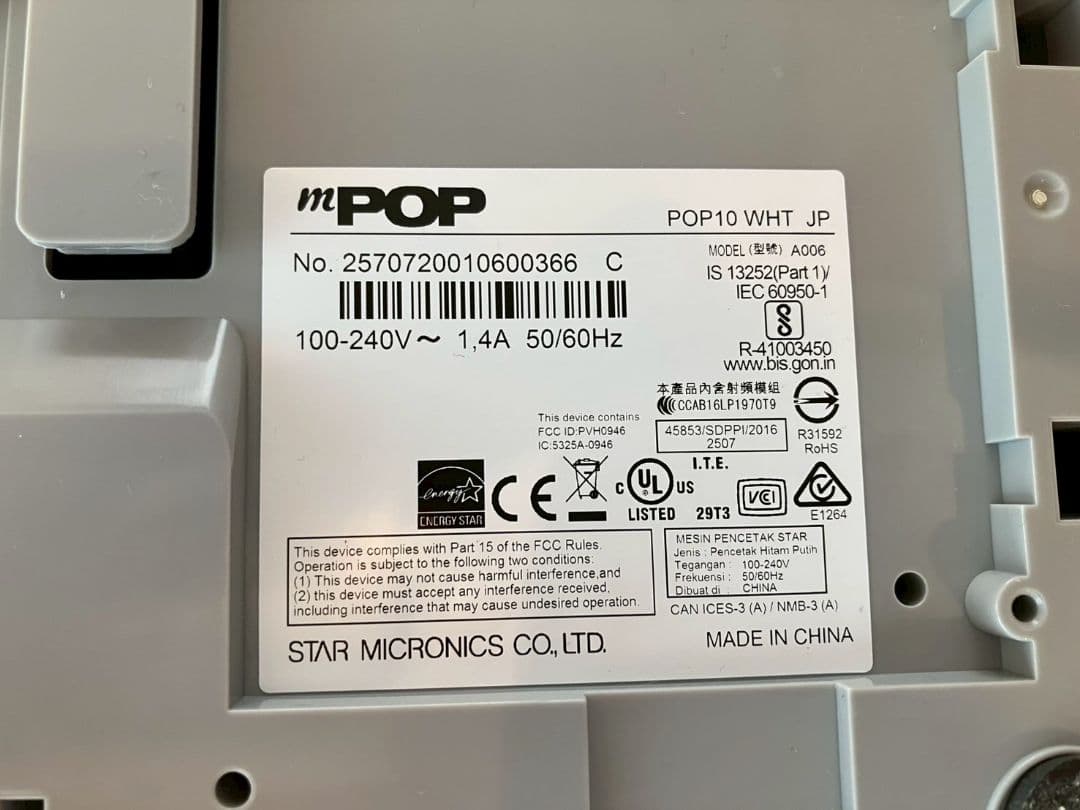 mPOP
POP10 WHT JP
No. 2570720010600366 C
100-240V~ 1,4A 50/60Hz
MODEL (型號) A006
IS 13252(Part 1)/
IEC 60950-1
R-41003450
www.bis.gon.in
本產品內含射頻模組
CCAB16LP1970T9
R31592
RoHS
This device contains
FCC ID:PVH0946
IC:5325A-0946
45853/SDPPI/2016
2507
energy
ENERGY STAR
CE
C UL US
LISTED 29T3
I.T.E.
VCI
E1264
This device complies with Part 15 of the FCC Rules.
Operation is subject to the following two conditions:
(1) This device may not cause harmful interference,and
(2) this device must accept any interference received,
including interference that may cause undesired operation.
MESIN PENCETAK STAR
Jenis : Pencetak Hitam Putih
Tegangan : 100-240V
Frekuensi : 50/60Hz
Dibuat di : CHINA
CAN ICES-3 (A) / NMB-3 (A)
STAR MICRONICS CO., LTD.
MADE IN CHINA